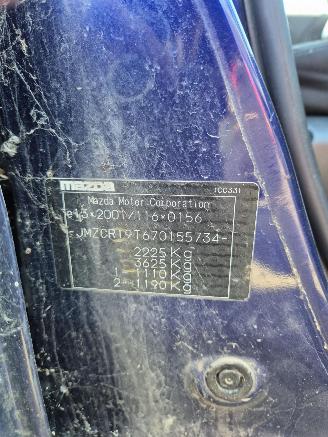 mazda TCC331
Mazda Motor Corporation
e13*2001/116*0156
-JMZCR19T670155734-
2225 Kg
3625 Kg
1- 1110 Kg
2- 1190 Kg